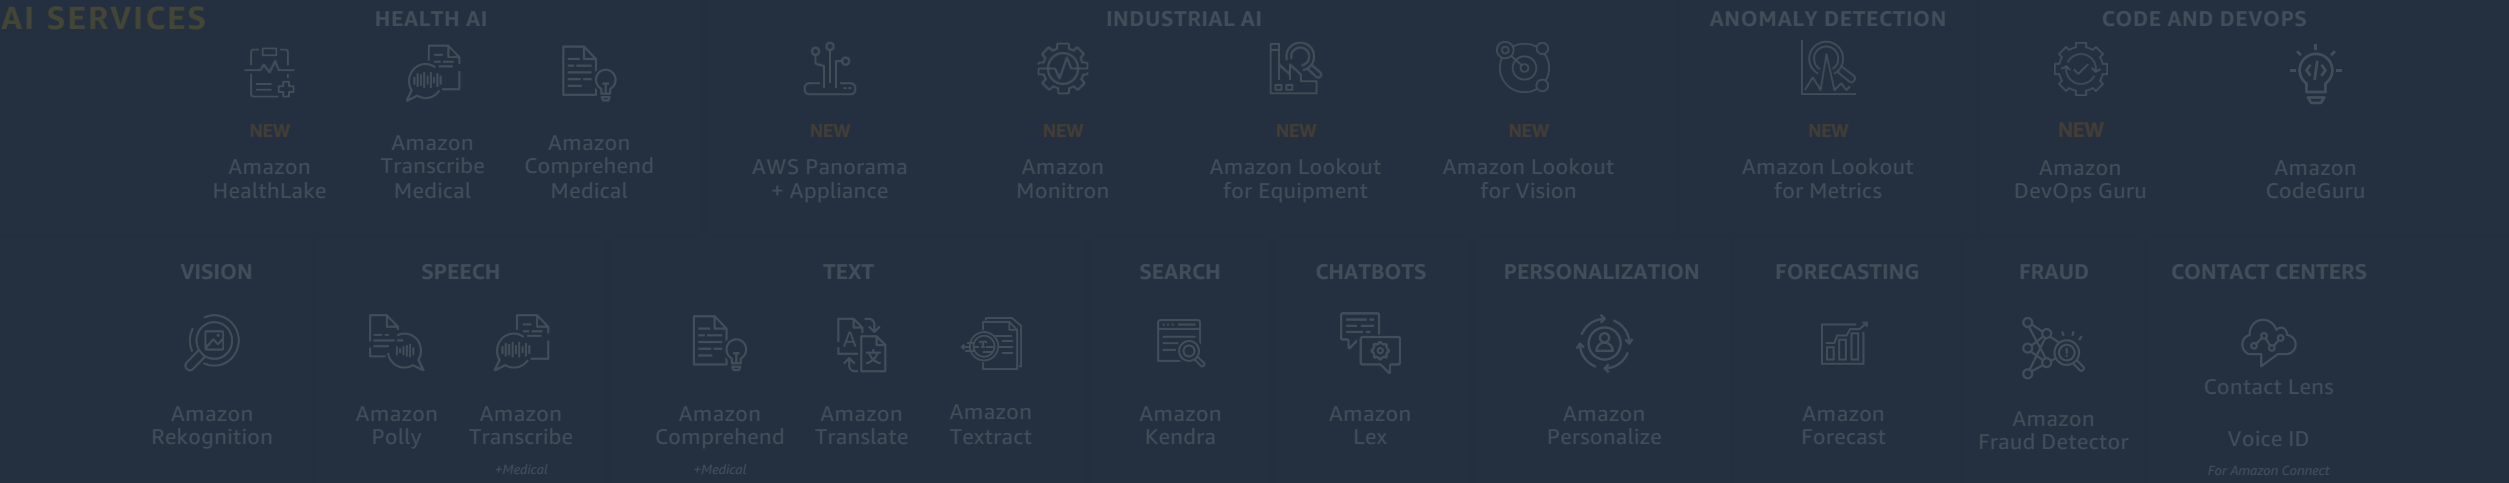 AI SERVICES
HEALTH AI
INDUSTRIAL AI
ANOMALY DETECTION
CODE AND DEVOPS
NEW
Amazon
HealthLake
Amazon
Transcribe
Medical
Amazon
Comprehend
Medical
NEW
AWS Panorama
+ Appliance
NEW
Amazon
Monitron
NEW
Amazon Lookout
for Equipment
NEW
Amazon Lookout
for Vision
NEW
Amazon Lookout
for Metrics
NEW
Amazon
DevOps Guru
Amazon
CodeGuru
VISION
SPEECH
TEXT
SEARCH
CHATBOTS
PERSONALIZATION
FORECASTING
FRAUD
CONTACT CENTERS
A
文
Amazon
Rekognition
Amazon
Polly
Amazon
Transcribe
+Medical
Amazon
Comprehend
+Medical
Amazon
Translate
Amazon
Textract
Amazon
Kendra
Amazon
Lex
Amazon
Personalize
Amazon
Forecast
Amazon
Fraud Detector
Contact Lens
Voice ID
For Amazon Connect